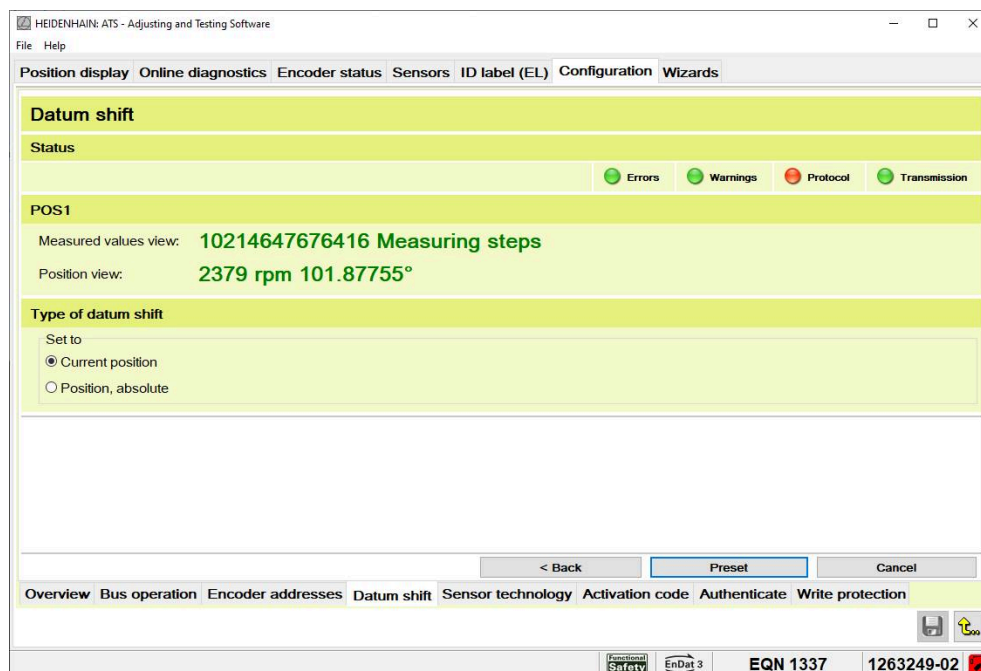 HEIDENHAIN: ATS - Adjusting and Testing Software
File Help
Position display Online diagnostics Encoder status Sensors ID label (EL) Configuration Wizards
Datum shift
Status
Errors Warnings Protocol Transmission
POS1
Measured values view: 10214647676416 Measuring steps
Position view: 2379 rpm 101.87755°
Type of datum shift
Set to
Current position
Position, absolute
< Back Preset Cancel
Overview Bus operation Encoder addresses Datum shift Sensor technology Activation code Authenticate Write protection
Functional
Safety EnDat 3 EQN 1337 1263249-02